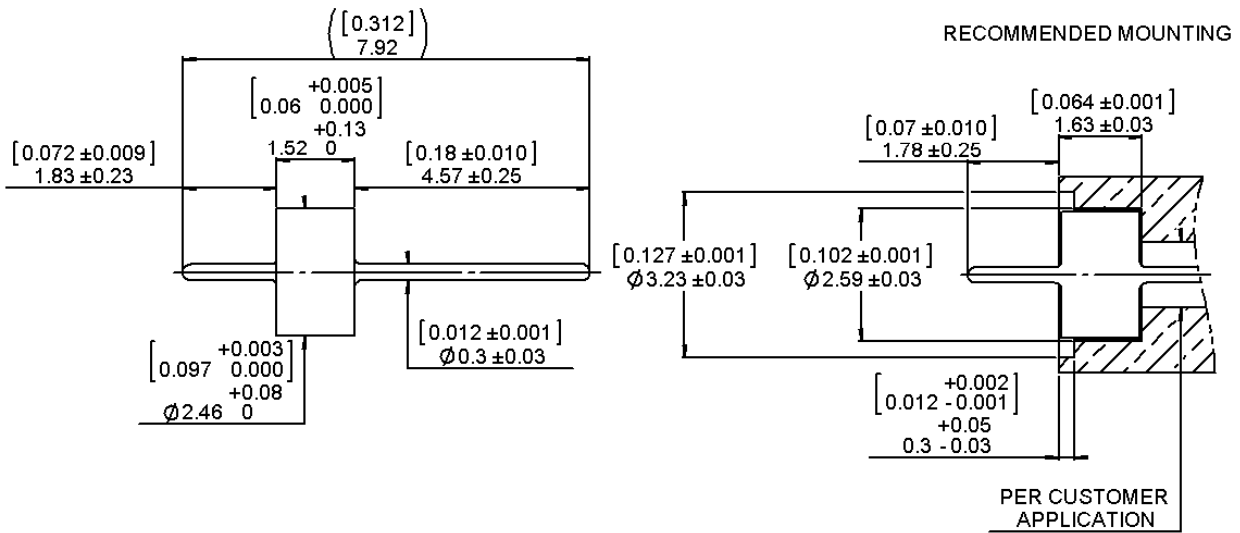 [0.312]
( 7.92 )
+0.005
[0.06 0.000]
+0.13
1.52 0
[0.072 ±0.009]
1.83 ±0.23
[0.18 ±0.010]
4.57 ±0.25
[0.012 ±0.001]
Ø0.3 ±0.03
+0.003
[0.097 0.000]
+0.08
Ø2.46 0
RECOMMENDED MOUNTING
[0.064 ±0.001]
1.63 ±0.03
[0.07 ±0.010]
1.78 ±0.25
[0.127 ±0.001]
Ø3.23 ±0.03
[0.102 ±0.001]
Ø2.59 ±0.03
+0.002
[0.012 -0.001]
+0.05
0.3 -0.03
PER CUSTOMER
APPLICATION